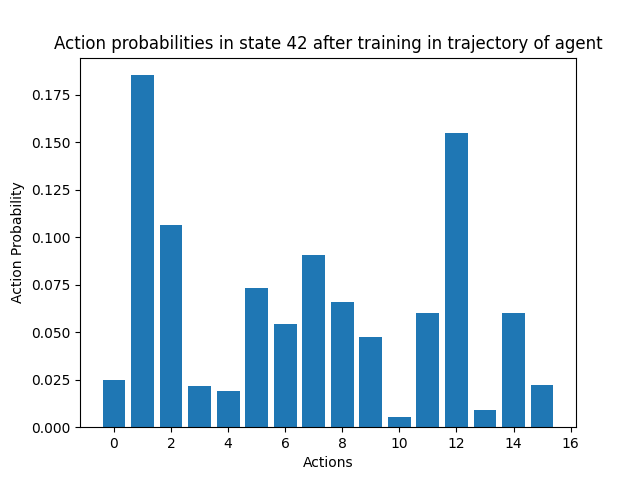 Action probabilities in state 42 after training in trajectory of agent
0.175
0.150
0.125
0.100
0.075
0.050
0.025
0.000
Action Probability
0 2 4 6 8 10 12 14 16
Actions